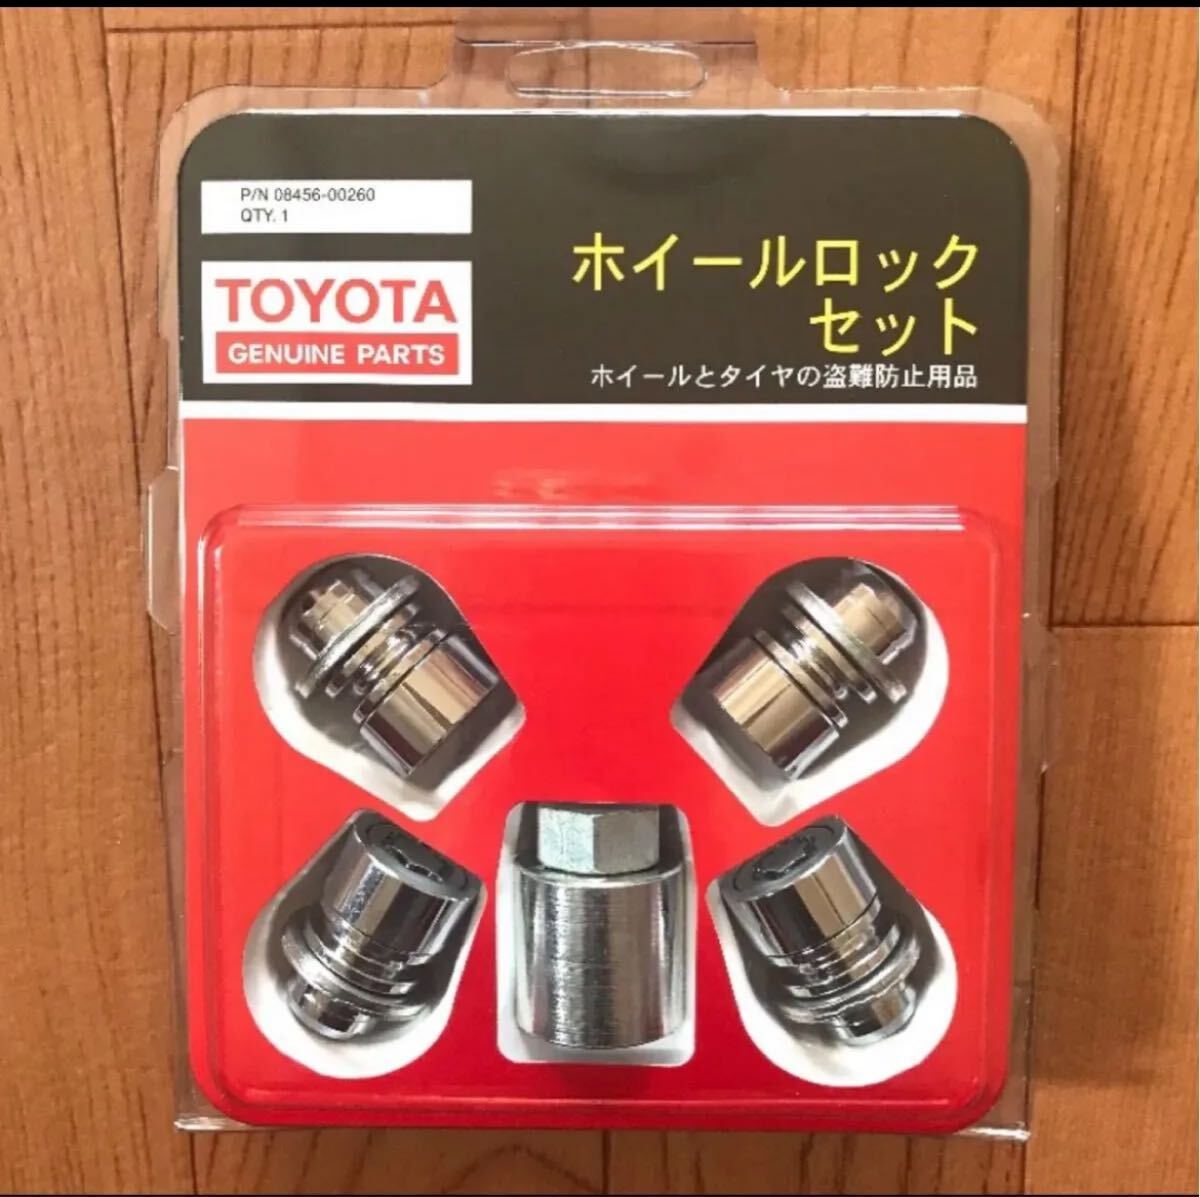 P/N 08456-00260
QTY. 1
TOYOTA
GENUINE PARTS
ホイールロック
セット
ホイールとタイヤの盗難防止用品